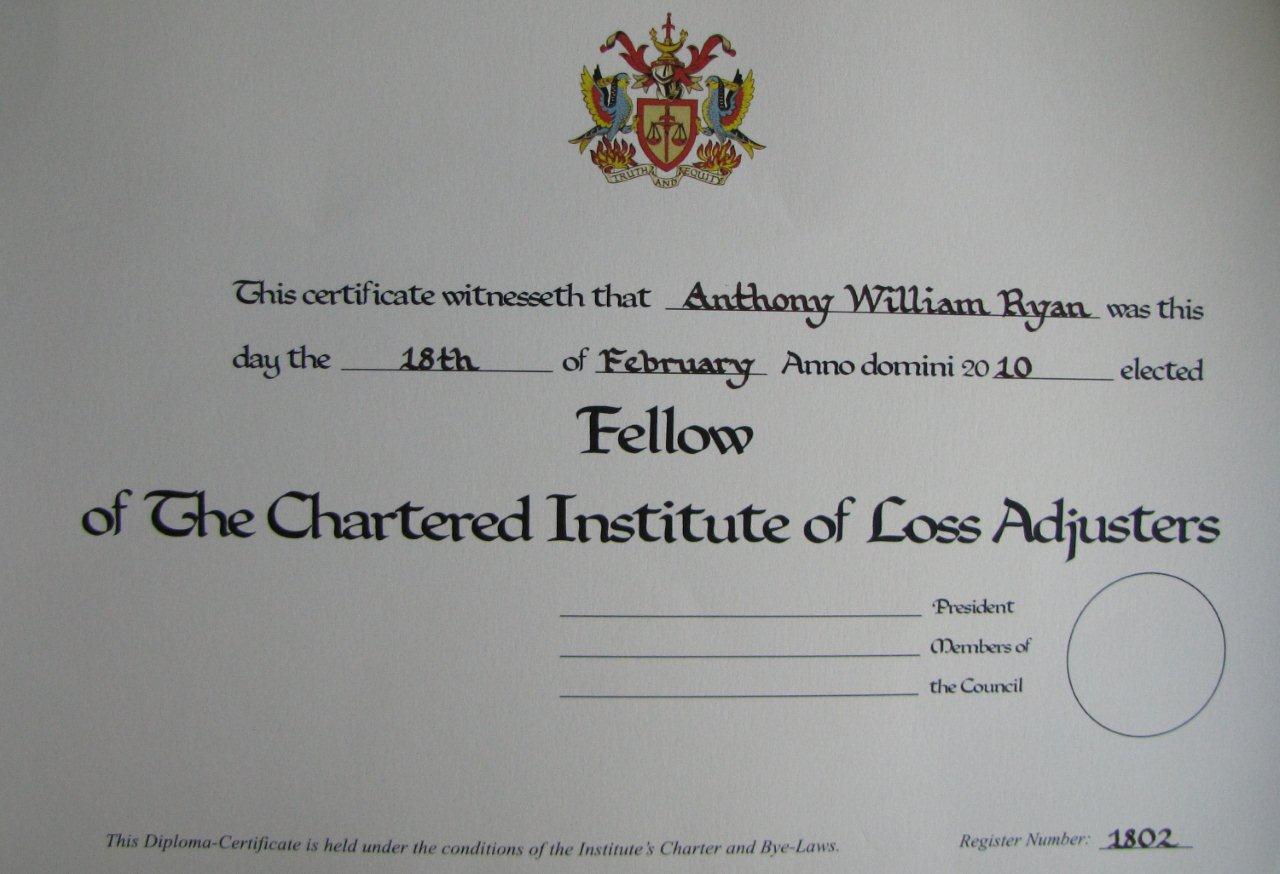 TRUTH AND EQUITY
This certificate witnesseth that Anthony William Ryan was this
day the 18th of February Anno domini 2010 elected
Fellow
of The Chartered Institute of Loss Adjusters
President
Members of
the Council
This Diploma-Certificate is held under the conditions of the Institute's Charter and Bye-Laws. Register Number: 1802